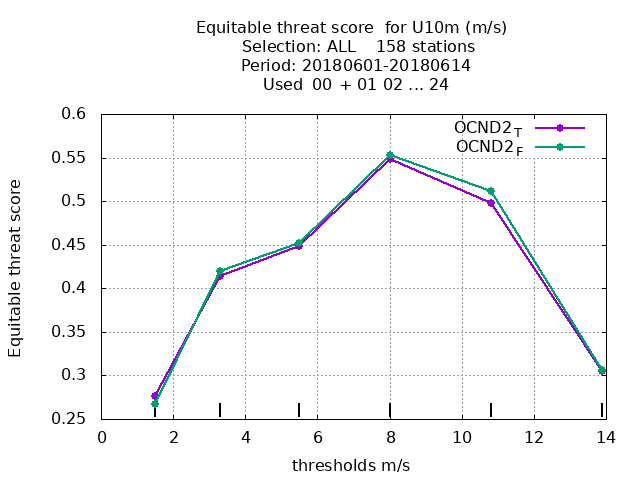 Equitable threat score  for U10m (m/s)
Selection: ALL    158 stations
Period: 20180601-20180614
Used  00 + 01 02 ... 24
0.6
0.55
0.5
0.45
0.4
0.35
0.3
0.25
Equitable threat score
OCND2T
OCND2F
0 2 4 6 8 10 12 14
thresholds m/s